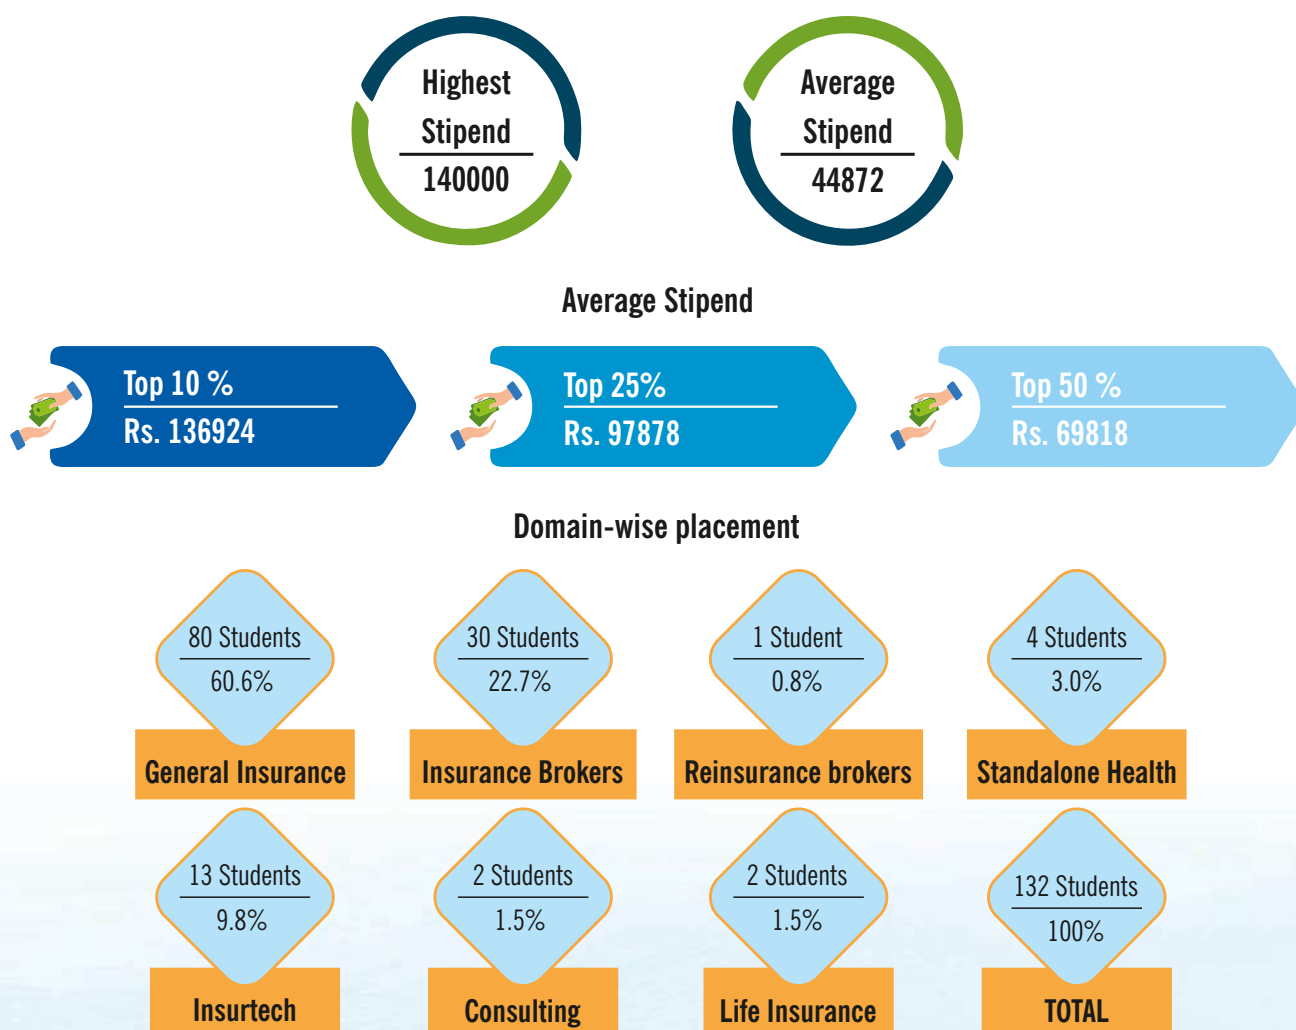 Highest
Stipend
140000
Average
Stipend
44872
Average Stipend
Top 10 %
Rs. 136924
Top 25%
Rs. 97878
Top 50 %
Rs. 69818
Domain-wise placement
80 Students
60.6%
General Insurance
30 Students
22.7%
Insurance Brokers
1 Student
0.8%
Reinsurance brokers
4 Students
3.0%
Standalone Health
13 Students
9.8%
Insurtech
2 Students
1.5%
Consulting
2 Students
1.5%
Life Insurance
132 Students
100%
TOTAL